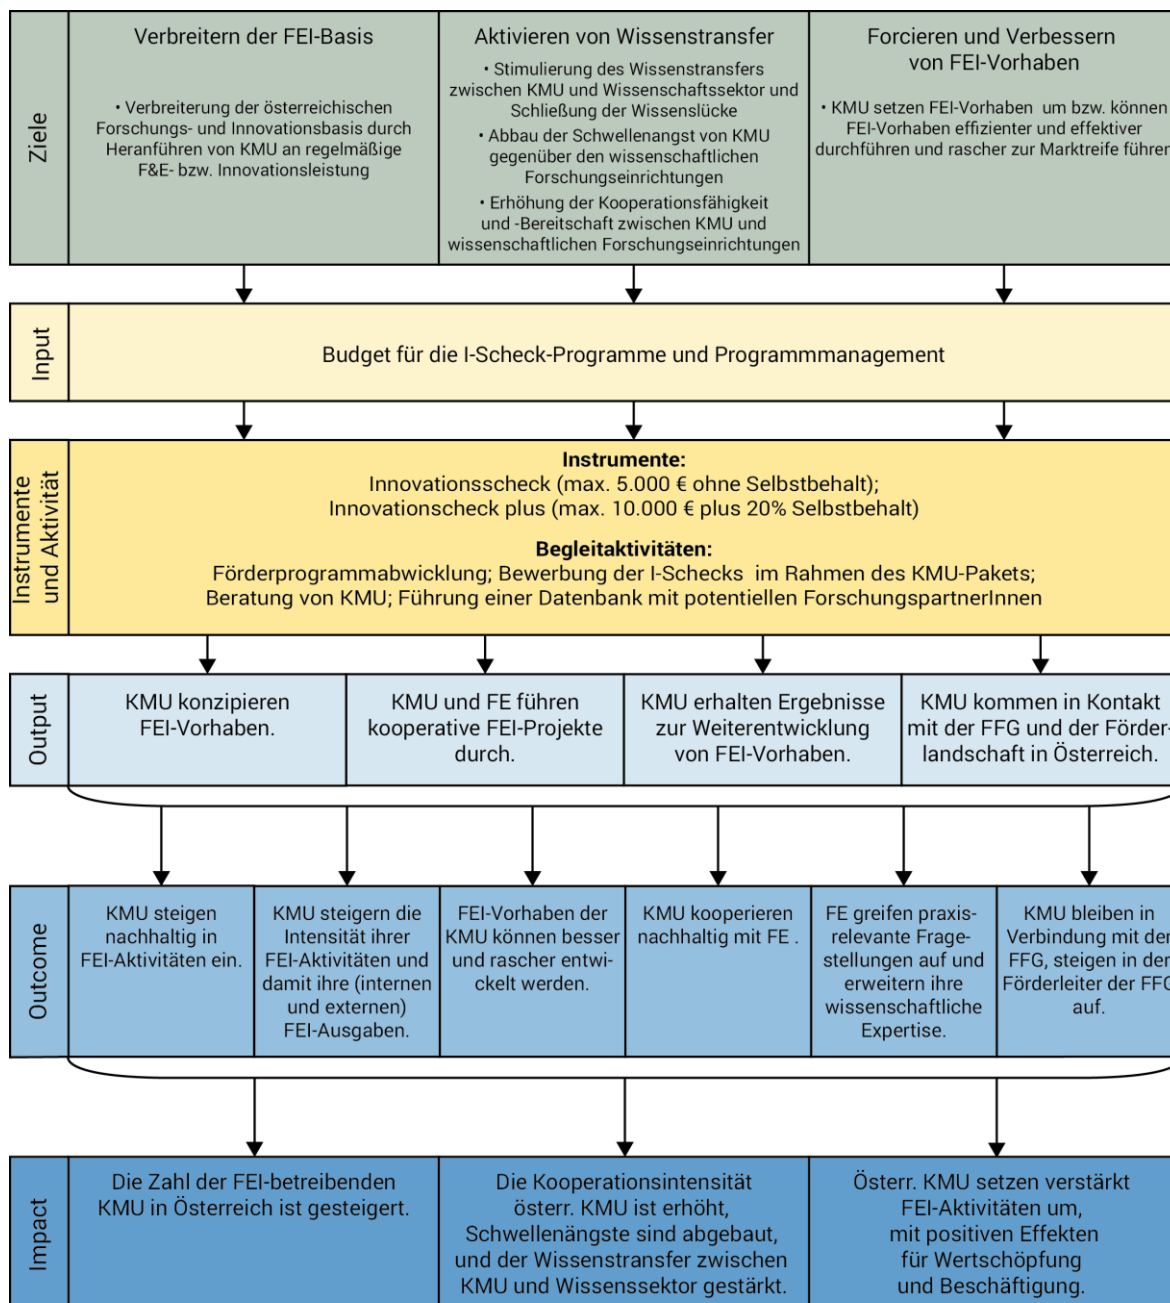 Ziele
Verbreitern der FEI-Basis
• Verbreiterung der österreichischen
Forschungs- und Innovationsbasis durch
Heranführen von KMU an regelmäßige
F&E- bzw. Innovationsleistung
Aktivieren von Wissenstransfer
• Stimulierung des Wissenstransfers
zwischen KMU und Wissenschaftssektor und
Schließung der Wissenslücke
• Abbau der Schwellenangst von KMU
gegenüber den wissenschaftlichen
Forschungseinrichtungen
• Erhöhung der Kooperationsfähigkeit
und -Bereitschaft zwischen KMU und
wissenschaftlichen Forschungseinrichtungen
Forcieren und Verbessern
von FEI-Vorhaben
• KMU setzen FEI-Vorhaben um bzw. können
FEI-Vorhaben effizienter und effektiver
durchführen und rascher zur Marktreife führen
Input
Budget für die I-Scheck-Programme und Programmmanagement
Instrumente
und Aktivität
Instrumente:
Innovationsscheck (max. 5.000 € ohne Selbstbehalt);
Innovationscheck plus (max. 10.000 € plus 20% Selbstbehalt)
Begleitaktivitäten:
Förderprogrammabwicklung; Bewerbung der I-Schecks im Rahmen des KMU-Pakets;
Beratung von KMU; Führung einer Datenbank mit potentiellen ForschungspartnerInnen
Output
KMU konzipieren
FEI-Vorhaben.
KMU und FE führen
kooperative FEI-Projekte
durch.
KMU erhalten Ergebnisse
zur Weiterentwicklung
von FEI-Vorhaben.
KMU kommen in Kontakt
mit der FFG und der Förder-
landschaft in Österreich.
Outcome
KMU steigen
nachhaltig in
FEI-Aktivitäten ein.
KMU steigern die
Intensität ihrer
FEI-Aktivitäten und
damit ihre (internen
und externen)
FEI-Ausgaben.
FEI-Vorhaben der
KMU können besser
und rascher entwi-
ckelt werden.
KMU kooperieren
nachhaltig mit FE .
FE greifen praxis-
relevante Frage-
stellungen auf und
erweitern ihre
wissenschaftliche
Expertise.
KMU bleiben in
Verbindung mit der
FFG, steigen in der
Förderleiter der FFG
auf.
Impact
Die Zahl der FEI-betreibenden
KMU in Österreich ist gesteigert.
Die Kooperationsintensität
österr. KMU ist erhöht,
Schwellenängste sind abgebaut,
und der Wissenstransfer zwischen
KMU und Wissenssektor gestärkt.
Österr. KMU setzen verstärkt
FEI-Aktivitäten um,
mit positiven Effekten
für Wertschöpfung
und Beschäftigung.